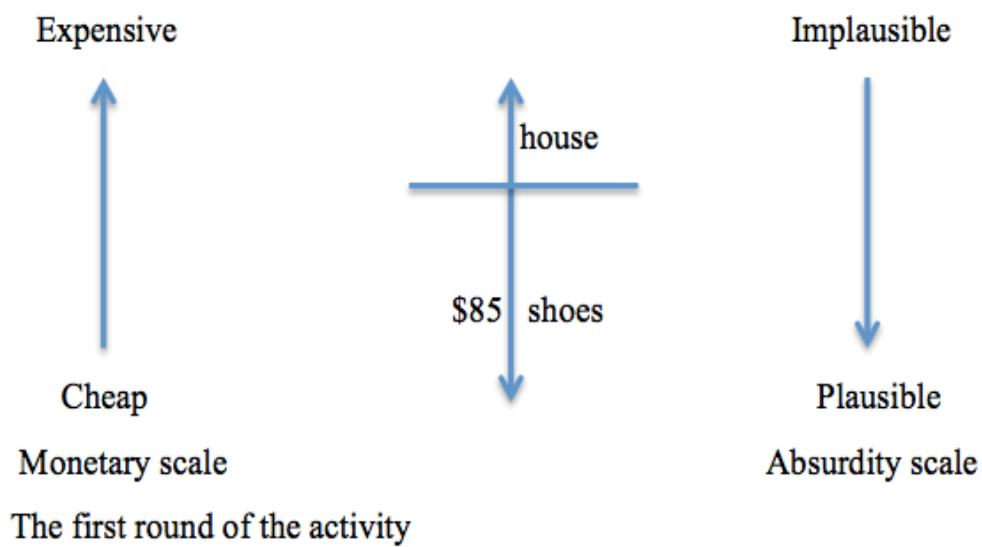 Expensive
Implausible
house
$85 shoes
Cheap
Plausible
Monetary scale
Absurdity scale
The first round of the activity